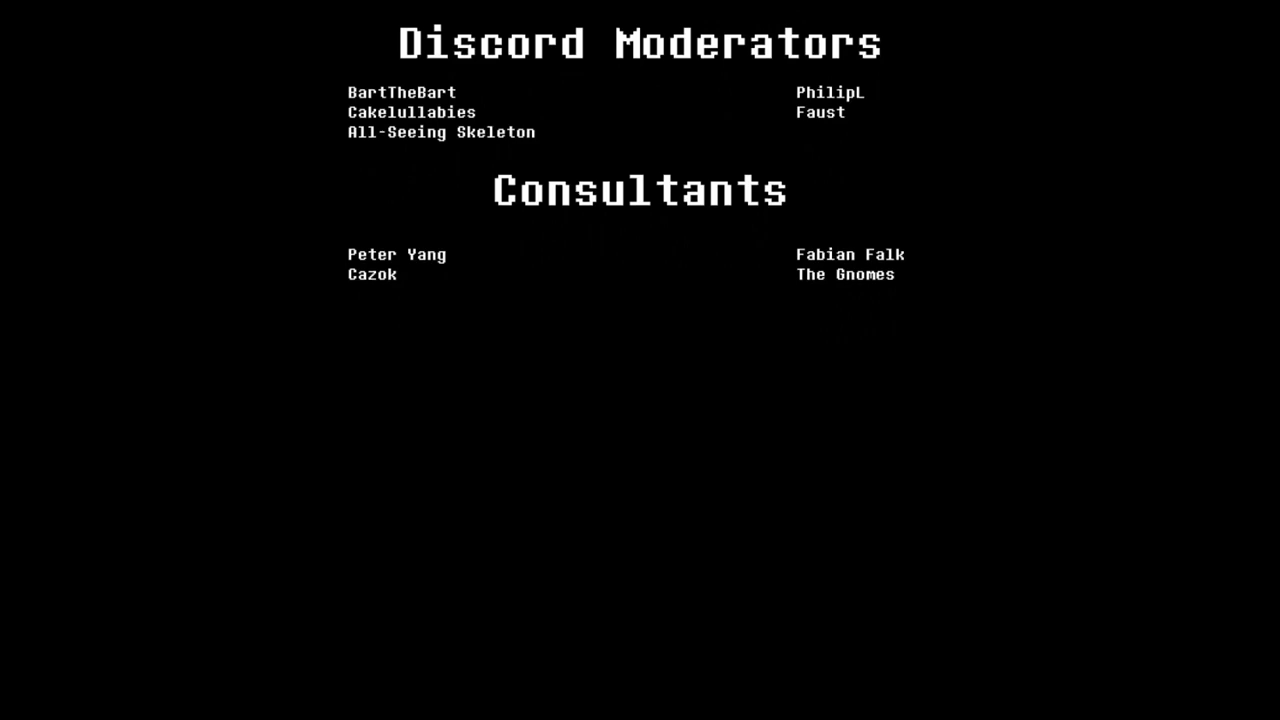 Discord Moderators
BartTheBart
Cakelullabies
All-Seeing Skeleton
PhilipL
Faust
Consultants
Peter Yang
Cazok
Fabian Falk
The Gnomes